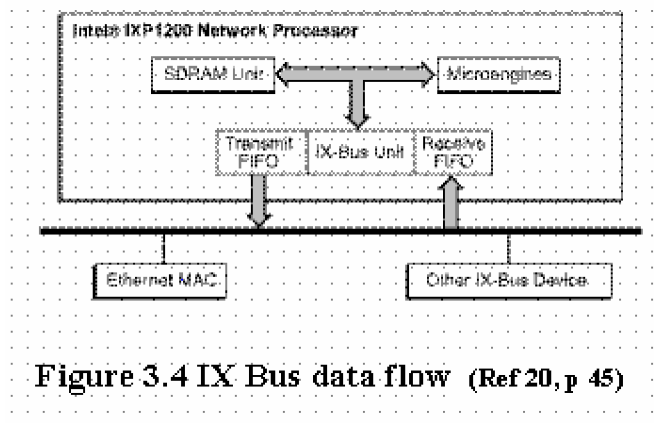 Intel® IXP1200 Network Processor
SDRAM Unit
Microengines
Transmit
FIFO
IX-Bus Unit
Receive
FIFO
Ethernet MAC
Other IX-Bus Device
Figure 3.4 IX Bus data flow (Ref 20, p 45)